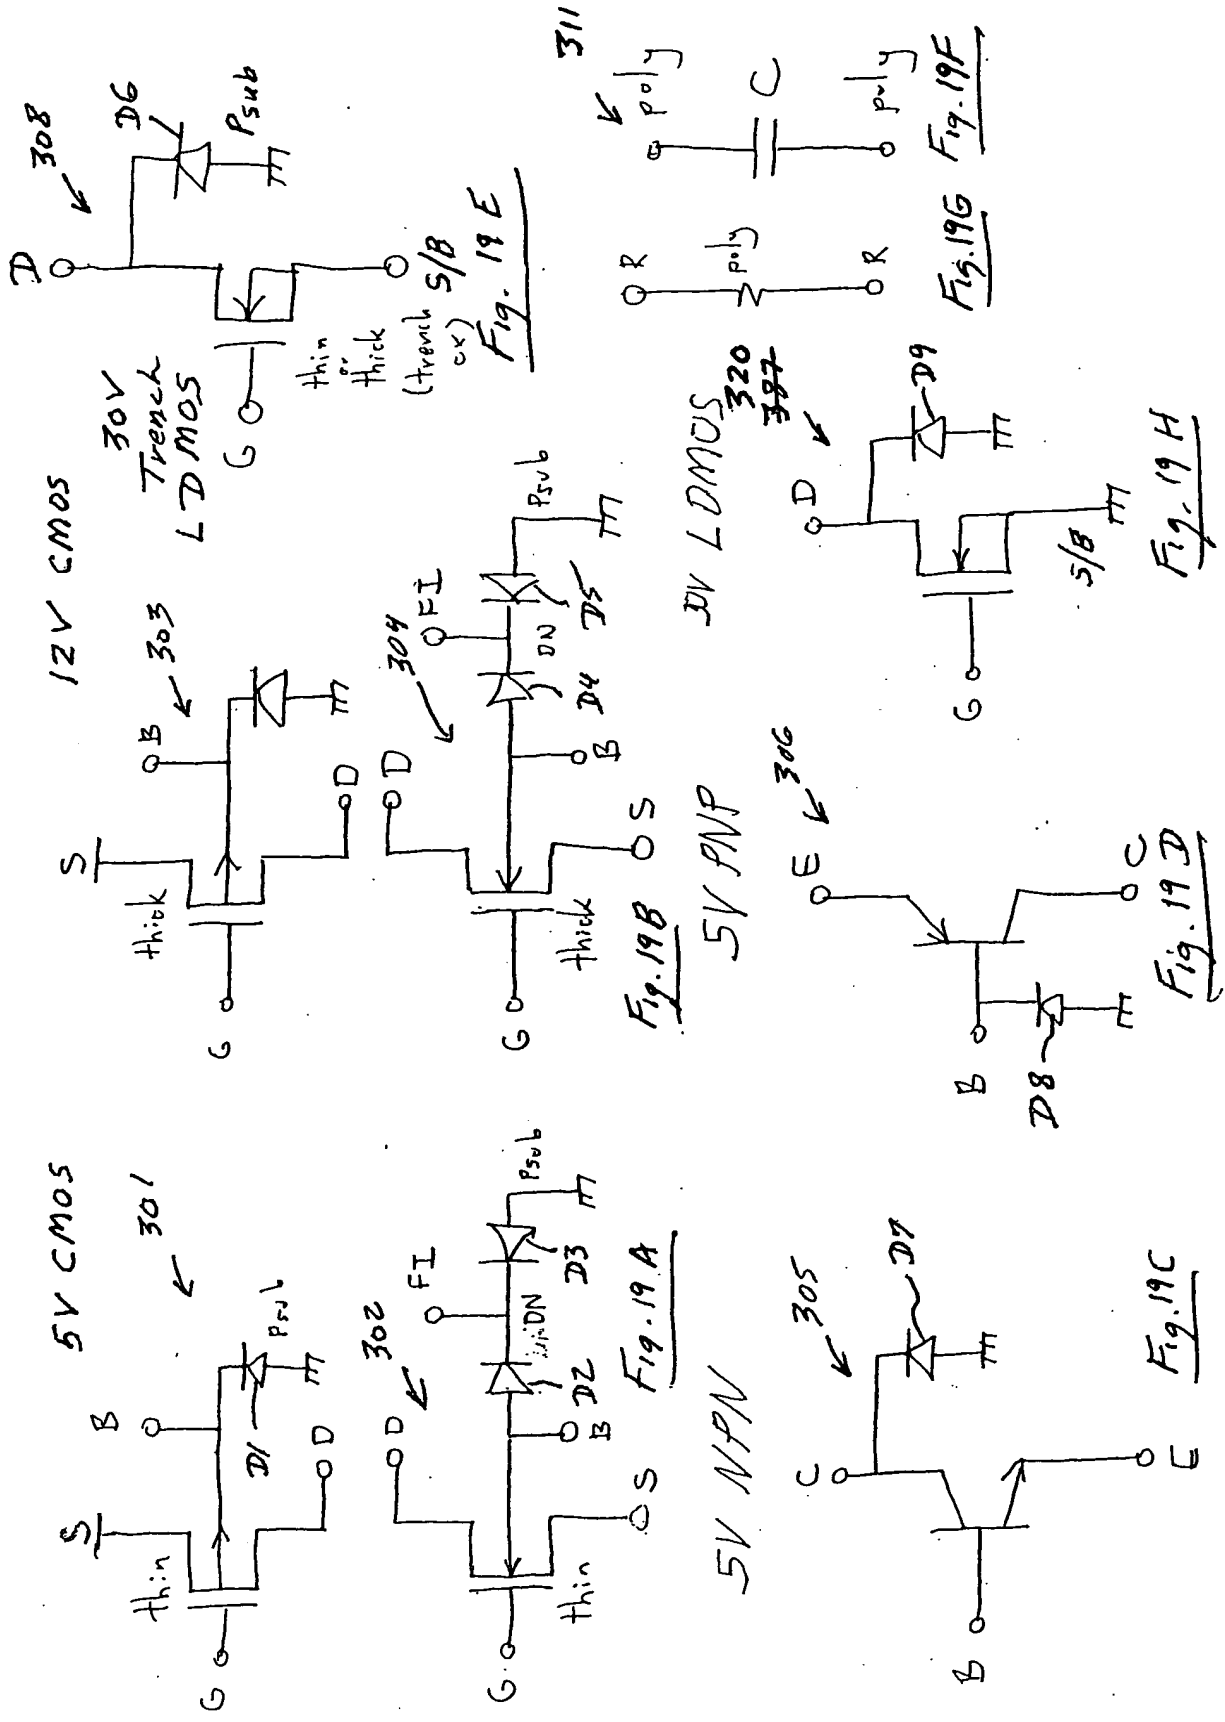 5V CMOS
301
S
B
thin
G
D1
Psub
D
302
D
FI
DN
Psub
G
thin
B
D2
D3
S
Fig. 19A
12V CMOS
303
S
B
thick
G
D
304
D
FI
DN
Psub
G
thick
B
D4
D5
S
Fig. 19B
30V
Trench
LDMOS
D
308
D6
Psub
G
thin
or
thick
(trench
ox)
S/B
Fig. 19E
5V NPN
305
C
D7
B
E
Fig. 19C
5V PNP
306
E
B
D8
C
Fig. 19D
30V LDMOS
320
387
D
D9
G
S/B
Fig. 19H
R
poly
R
Fig. 19G
311
poly
C
poly
Fig. 19F